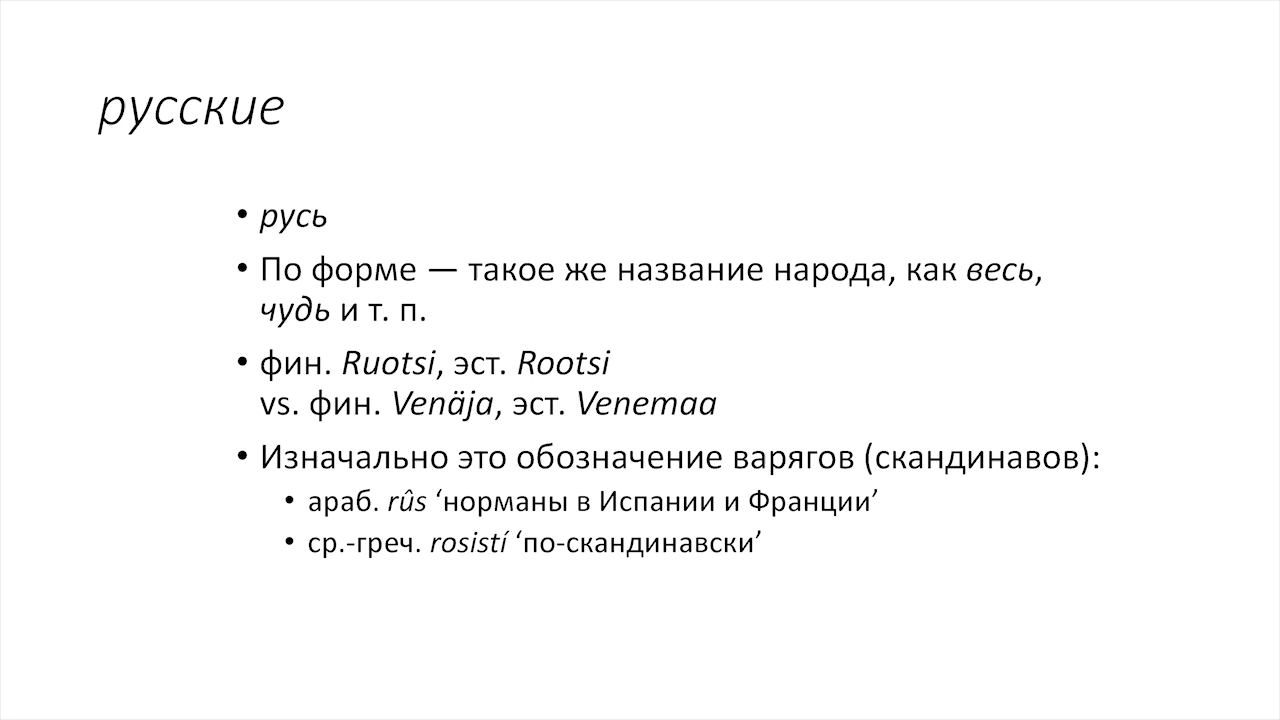 русские
• русь
• По форме — такое же название народа, как весь,
чудь и т. п.
• фин. Ruotsi, эст. Rootsi
vs. фин. Venäja, эст. Venemaa
• Изначально это обозначение варягов (скандинавов):
• араб. rûs ‘норманы в Испании и Франции’
• ср.-греч. rosistí ‘по-скандинавски’